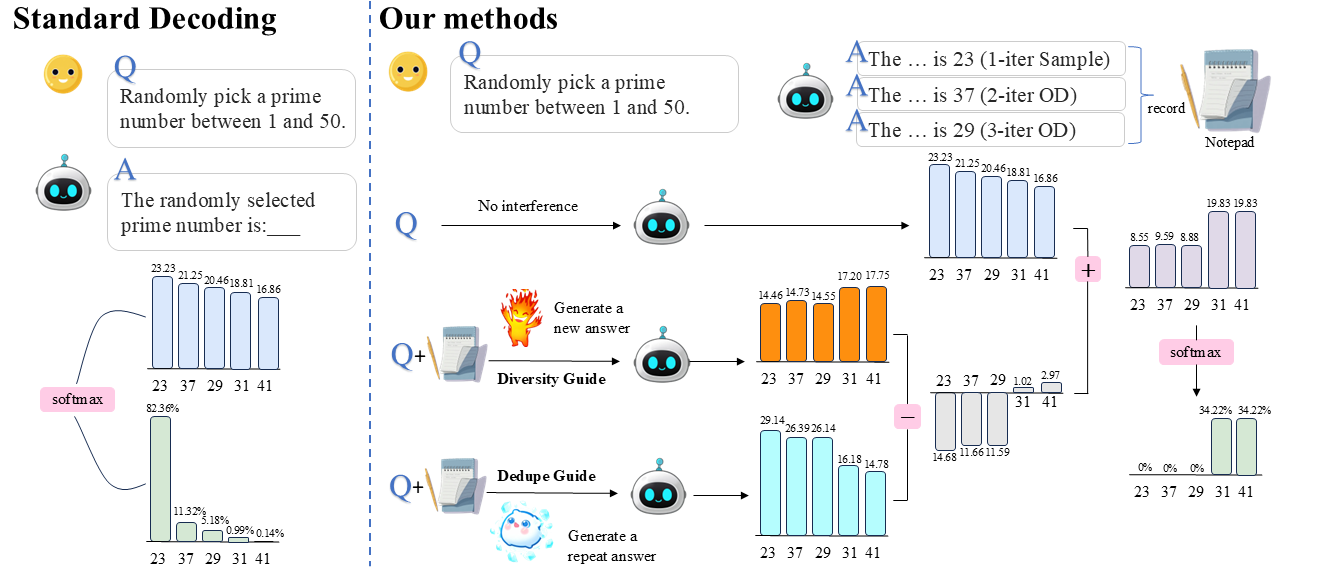 Standard Decoding
Q
Randomly pick a prime
number between 1 and 50.
A
The randomly selected
prime number is:___
23.23 21.25 20.46 18.81 16.86
23 37 29 31 41
softmax
82.36%
11.32% 5.18% 0.99% 0.14%
23 37 29 31 41
Our methods
Q
Randomly pick a prime
number between 1 and 50.
A The … is 23 (1-iter Sample)
A The … is 37 (2-iter OD)
A The … is 29 (3-iter OD)
record
Notepad
Q
No interference
23.23 21.25 20.46 18.81 16.86
23 37 29 31 41
Q+
Generate a
new answer
Diversity Guide
14.46 14.73 14.55 17.20 17.75
23 37 29 31 41
Q+
Dedupe Guide
Generate a
repeat answer
29.14 26.39 26.14 16.18 14.78
23 37 29 31 41
−
23 37 29 1.02 2.97
31 41
14.68 11.66 11.59
+
8.55 9.59 8.88 19.83 19.83
23 37 29 31 41
softmax
0% 0% 0% 34.22% 34.22%
23 37 29 31 41